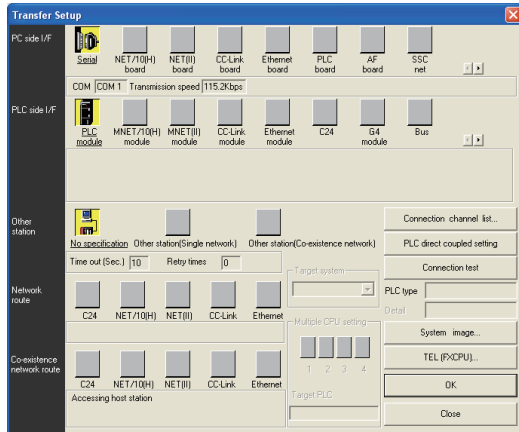 Transfer Setup
PC side I/F
Serial NET/10(H) board NET(II) board CC-Link board Ethernet board PLC board AF board SSC net
COM COM 1 Transmission speed 115.2Kbps
PLC side I/F
PLC module MNET/10(H) module MNET(II) module CC-Link module Ethernet module C24 G4 module Bus
Other station
No specification Other station(Single network) Other station(Co-existence network)
Time out (Sec.) 10 Retry times 0
Connection channel list...
PLC direct coupled setting
Connection test
Target system
PLC type
Detail
Network route
C24 NET/10(H) NET(II) CC-Link Ethernet
Multiple CPU setting
1 2 3 4
Target PLC
System image...
TEL (FXCPU)...
OK
Close
Co-existence network route
C24 NET/10(H) NET(II) CC-Link Ethernet
Accessing host station